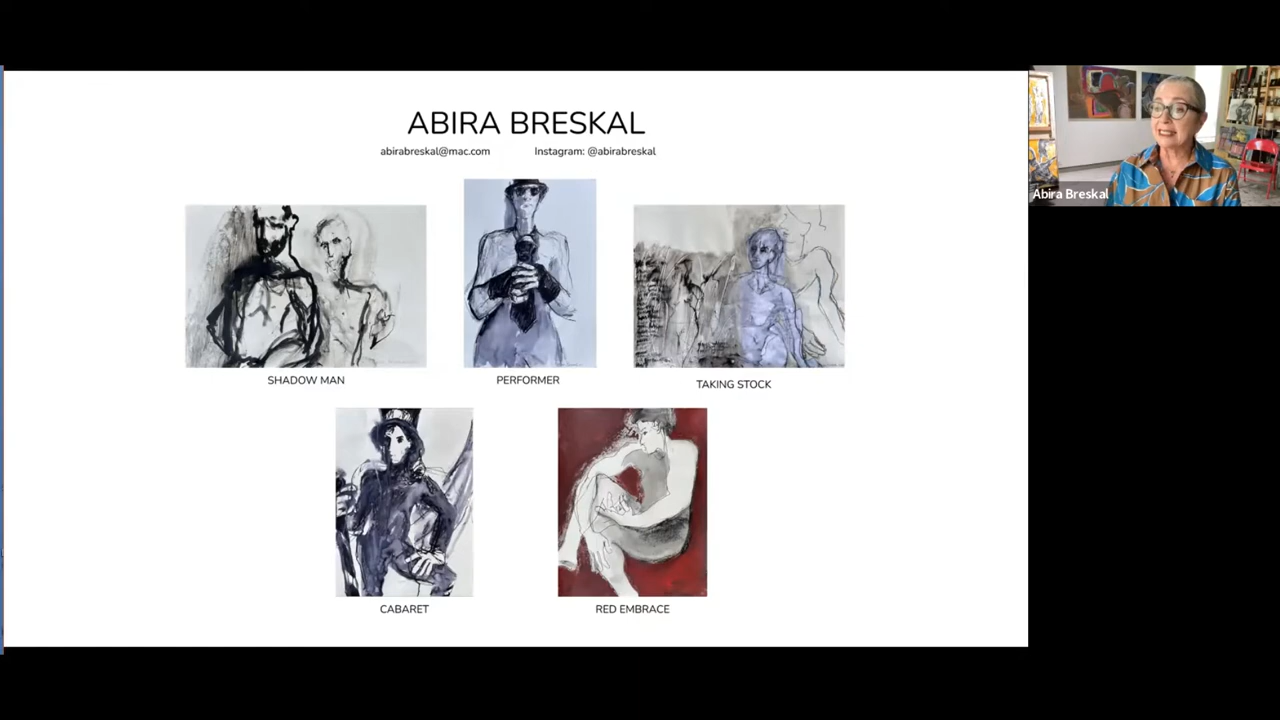 ABIRA BRESKAL
abirabreskal@mac.com Instagram: @abirabreskal
Abira Breskal
SHADOW MAN PERFORMER TAKING STOCK
CABARET RED EMBRACE